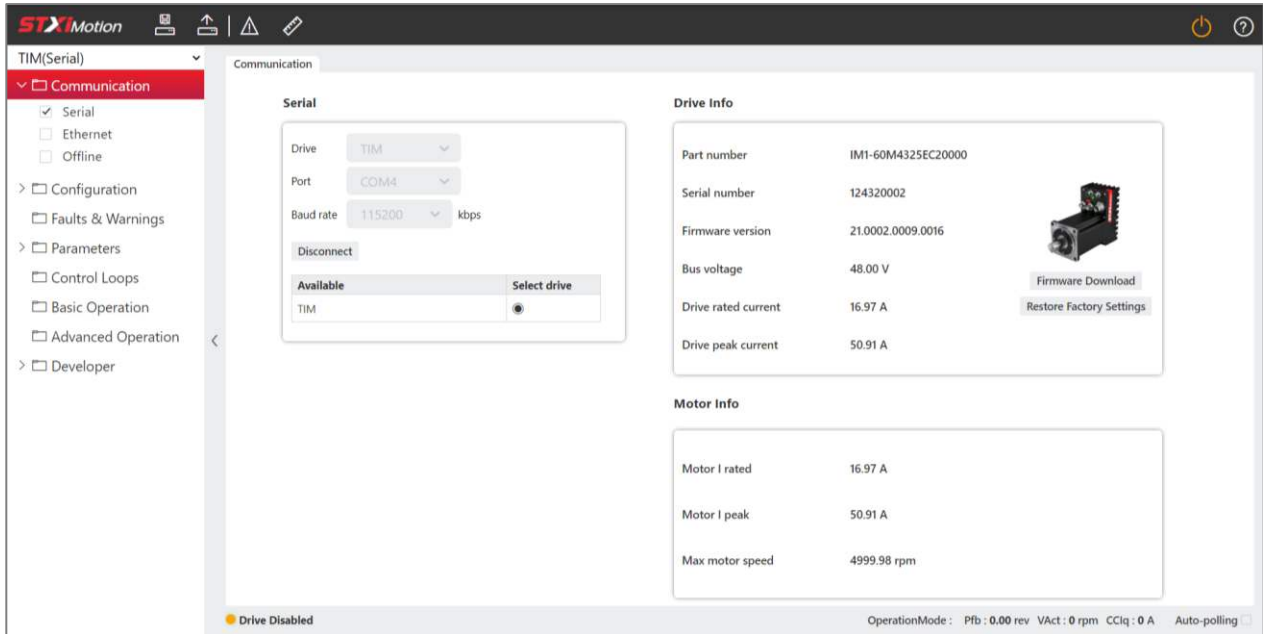 STXI Motion
TIM(Serial)
Communication
Serial
Ethernet
Offline
Configuration
Faults & Warnings
Parameters
Control Loops
Basic Operation
Advanced Operation
Developer
Communication
Serial
Drive TIM
Port COM4
Baud rate 115200 kbps
Disconnect
Available Select drive
TIM
Drive Info
Part number IM1-60M4325EC20000
Serial number 124320002
Firmware version 21.0002.0009.0016
Bus voltage 48.00 V
Drive rated current 16.97 A
Drive peak current 50.91 A
Firmware Download
Restore Factory Settings
Motor Info
Motor I rated 16.97 A
Motor I peak 50.91 A
Max motor speed 4999.98 rpm
Drive Disabled
OperationMode : Pfb : 0.00 rev VAct : 0 rpm CCIq : 0 A Auto-polling